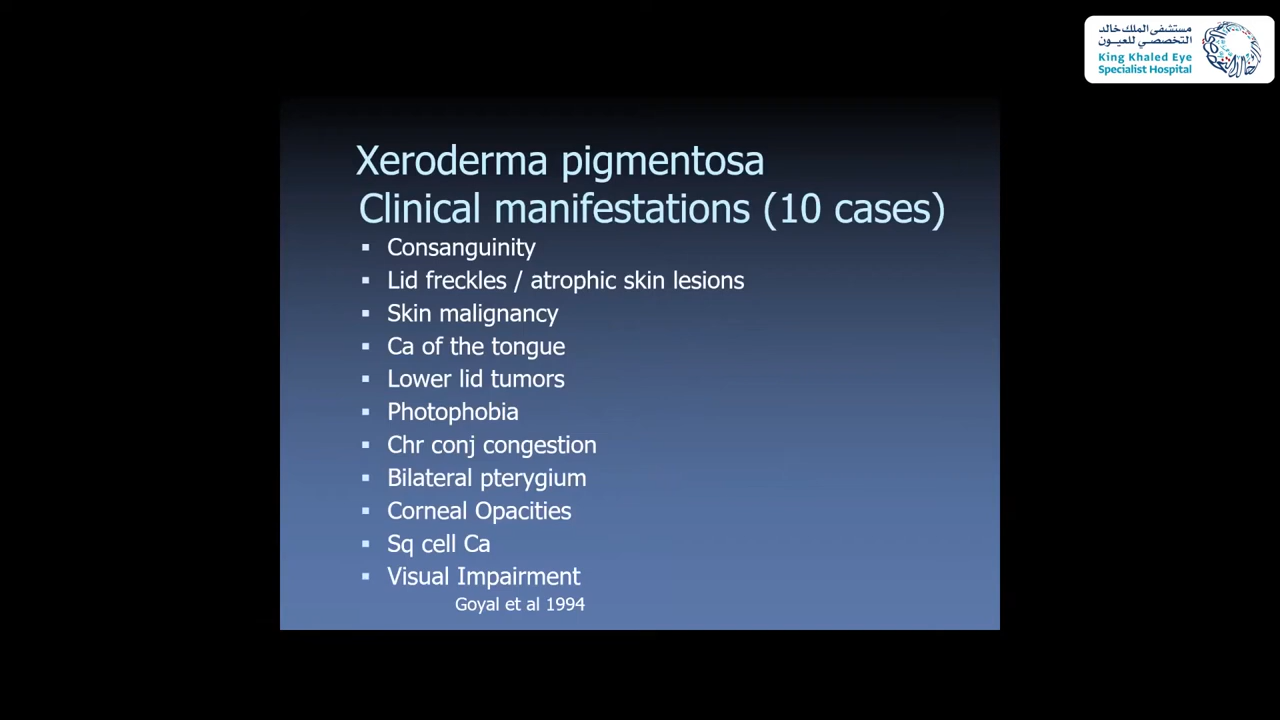 مستشفى الملك خالد
التخصصي للعيون
King Khaled Eye
Specialist Hospital
Xeroderma pigmentosa
Clinical manifestations (10 cases)
▪ Consanguinity
▪ Lid freckles / atrophic skin lesions
▪ Skin malignancy
▪ Ca of the tongue
▪ Lower lid tumors
▪ Photophobia
▪ Chr conj congestion
▪ Bilateral pterygium
▪ Corneal Opacities
▪ Sq cell Ca
▪ Visual Impairment
Goyal et al 1994